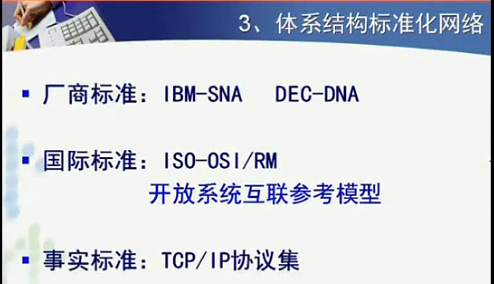 3、体系结构标准化网络
厂商标准：IBM-SNA DEC-DNA
国际标准：ISO-OSI/RM
开放系统互联参考模型
事实标准：TCP/IP协议集